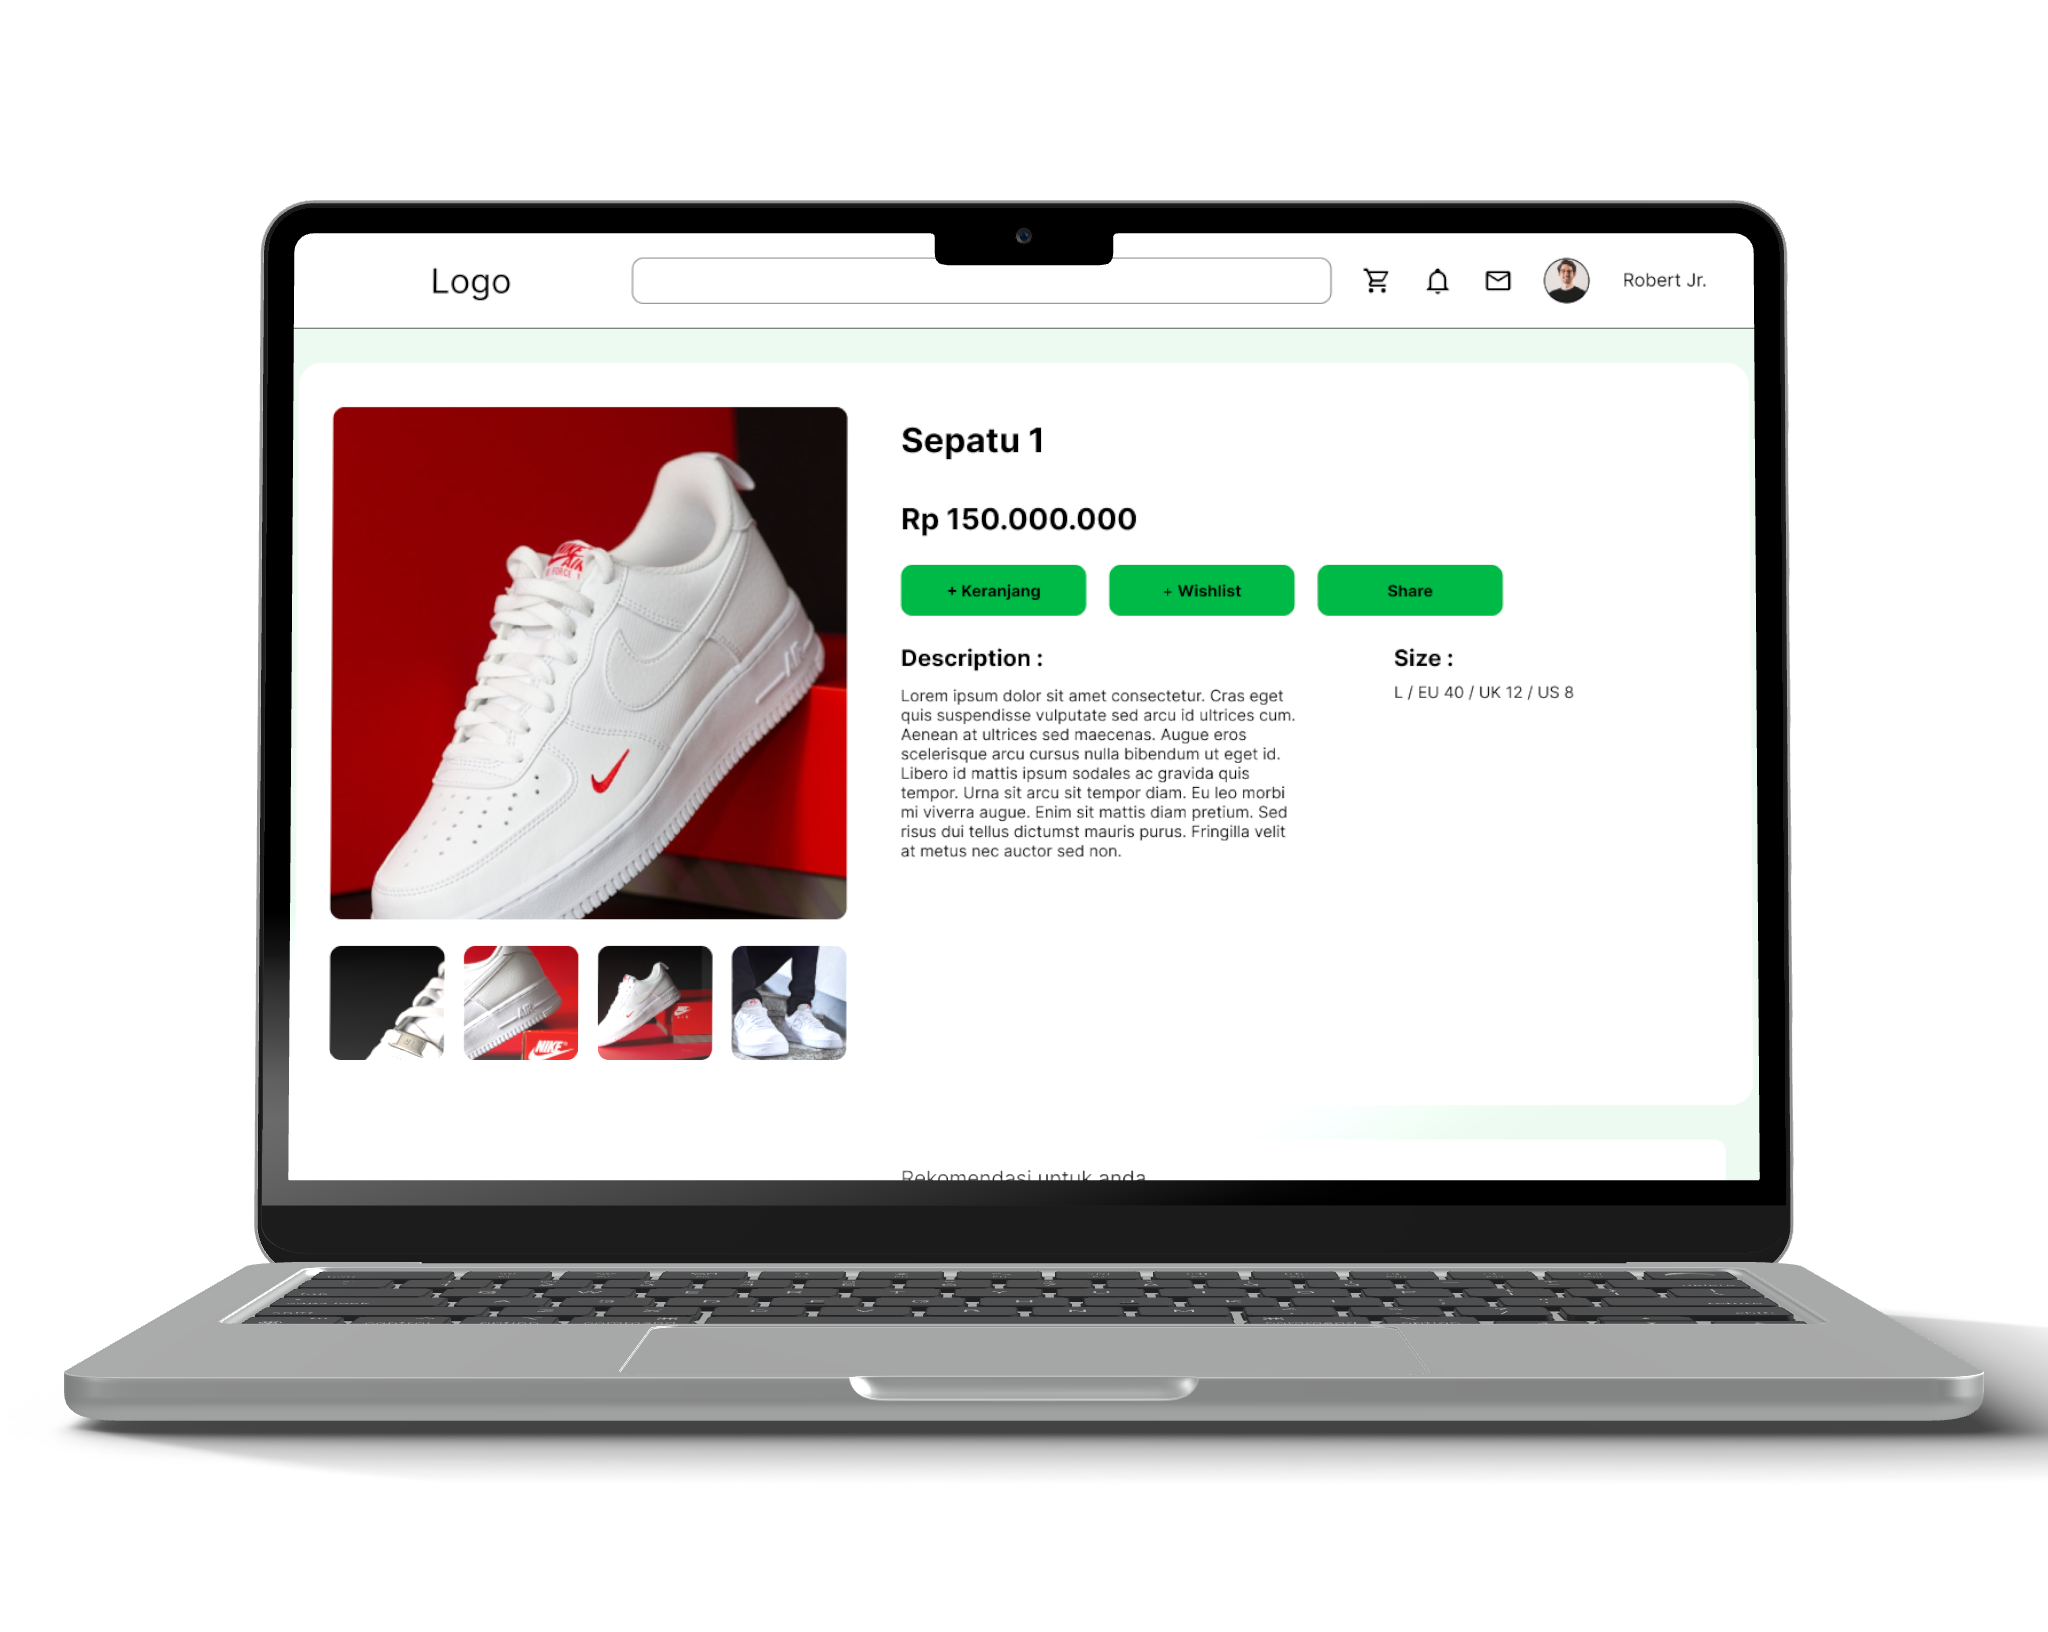 Logo
Robert Jr.
Sepatu 1
Rp 150.000.000
+ Keranjang
+ Wishlist
Share
Description :
Lorem ipsum dolor sit amet consectetur. Cras eget
quis suspendisse vulputate sed arcu id ultrices cum.
Aenean at ultrices sed maecenas. Augue eros
scelerisque arcu cursus nulla bibendum ut eget id.
Libero id mattis ipsum sodales ac gravida quis
tempor. Urna sit arcu sit tempor diam. Eu leo morbi
mi viverra augue. Enim sit mattis diam pretium. Sed
risus dui tellus dictumst mauris purus. Fringilla velit
at metus nec auctor sed non.
Size :
L / EU 40 / UK 12 / US 8
NIKE
AIR
NIKE
Rekomendasi untuk anda